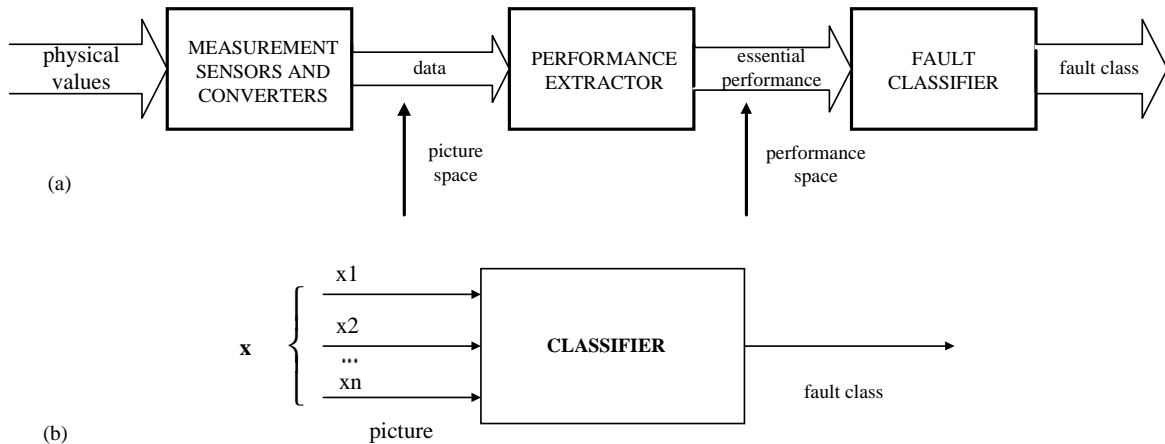 physical
values
MEASUREMENT
SENSORS AND
CONVERTERS
data
PERFORMANCE
EXTRACTOR
essential
performance
FAULT
CLASSIFIER
fault class
picture
space
performance
space
(a)
x
x1
x2
...
xn
picture
CLASSIFIER
fault class
(b)